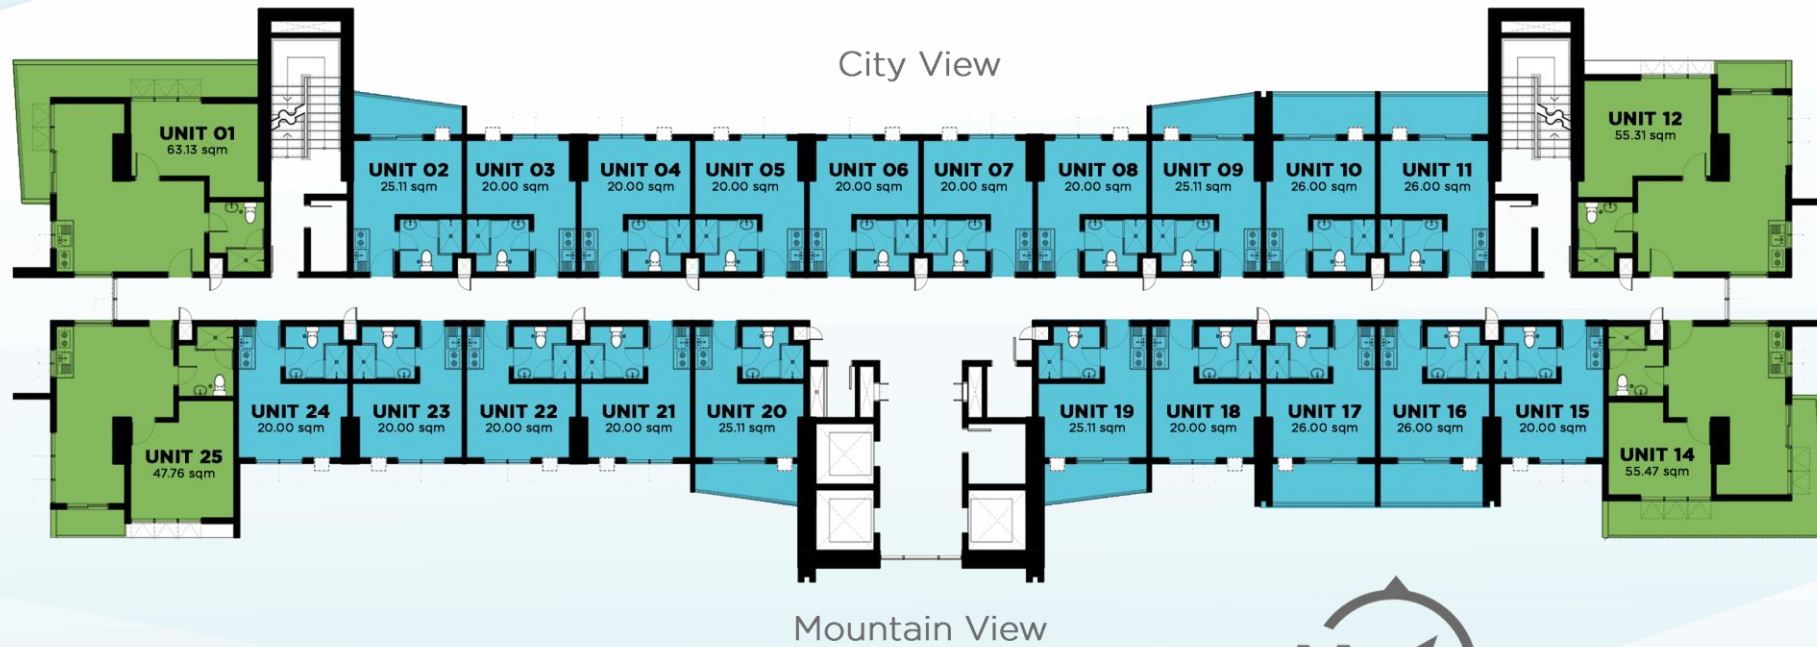 City View
UNIT 01
63.13 sqm
UNIT 02
25.11 sqm
UNIT 03
20.00 sqm
UNIT 04
20.00 sqm
UNIT 05
20.00 sqm
UNIT 06
20.00 sqm
UNIT 07
20.00 sqm
UNIT 08
20.00 sqm
UNIT 09
25.11 sqm
UNIT 10
26.00 sqm
UNIT 11
26.00 sqm
UNIT 12
55.31 sqm
UNIT 25
47.76 sqm
UNIT 24
20.00 sqm
UNIT 23
20.00 sqm
UNIT 22
20.00 sqm
UNIT 21
20.00 sqm
UNIT 20
25.11 sqm
UNIT 19
25.11 sqm
UNIT 18
20.00 sqm
UNIT 17
26.00 sqm
UNIT 16
26.00 sqm
UNIT 15
20.00 sqm
UNIT 14
55.47 sqm
Mountain View